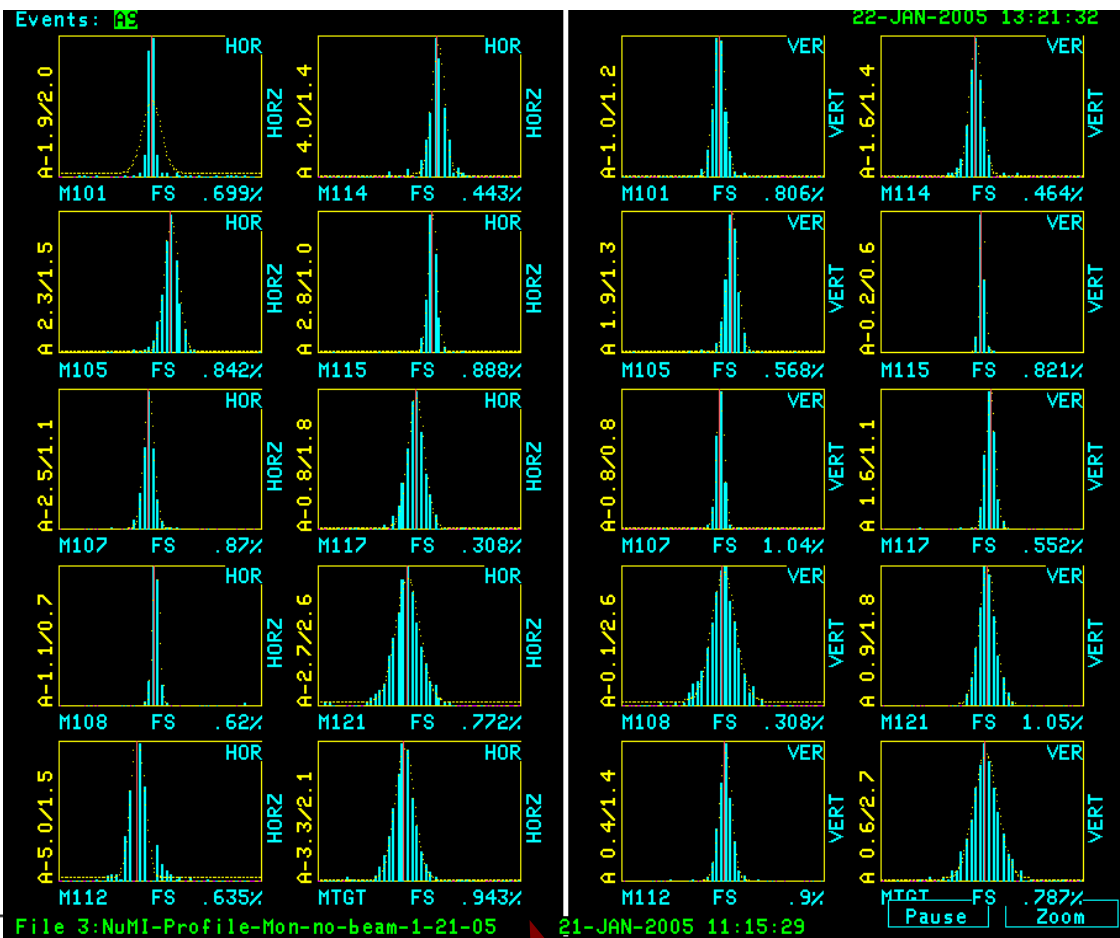 Events: A9
22-JAN-2005 13:21:32
A-1.9/2.0 HOR HORZ
M101 FS .699%
A 4.0/1.4 HOR HORZ
M114 FS .443%
A-1.0/1.2 VER VERT
M101 FS .806%
A-1.6/1.4 VER VERT
M114 FS .464%
A 2.3/1.5 HOR HORZ
M105 FS .842%
A 2.8/1.0 HOR HORZ
M115 FS .888%
A 1.9/1.3 VER VERT
M105 FS .568%
A-0.2/0.6 VER VERT
M115 FS .821%
A-2.5/1.1 HOR HORZ
M107 FS .87%
A-0.8/1.8 HOR HORZ
M117 FS .308%
A-0.8/0.8 VER VERT
M107 FS 1.04%
A 1.6/1.1 VER VERT
M117 FS .552%
A-1.1/0.7 HOR HORZ
M108 FS .62%
A-2.7/2.6 HOR HORZ
M121 FS .772%
A-0.1/2.6 VER VERT
M108 FS .308%
A 0.9/1.8 VER VERT
M121 FS 1.05%
A-5.0/1.5 HOR HORZ
M112 FS .635%
A-3.3/2.1 HOR HORZ
MTGT FS .943%
A 0.4/1.4 VER VERT
M112 FS .9%
A 0.6/2.7 VER VERT
MTGT FS .787%
Pause Zoom
File 3:NuMI-Profile-Mon-no-beam-1-21-05 21-JAN-2005 11:15:29